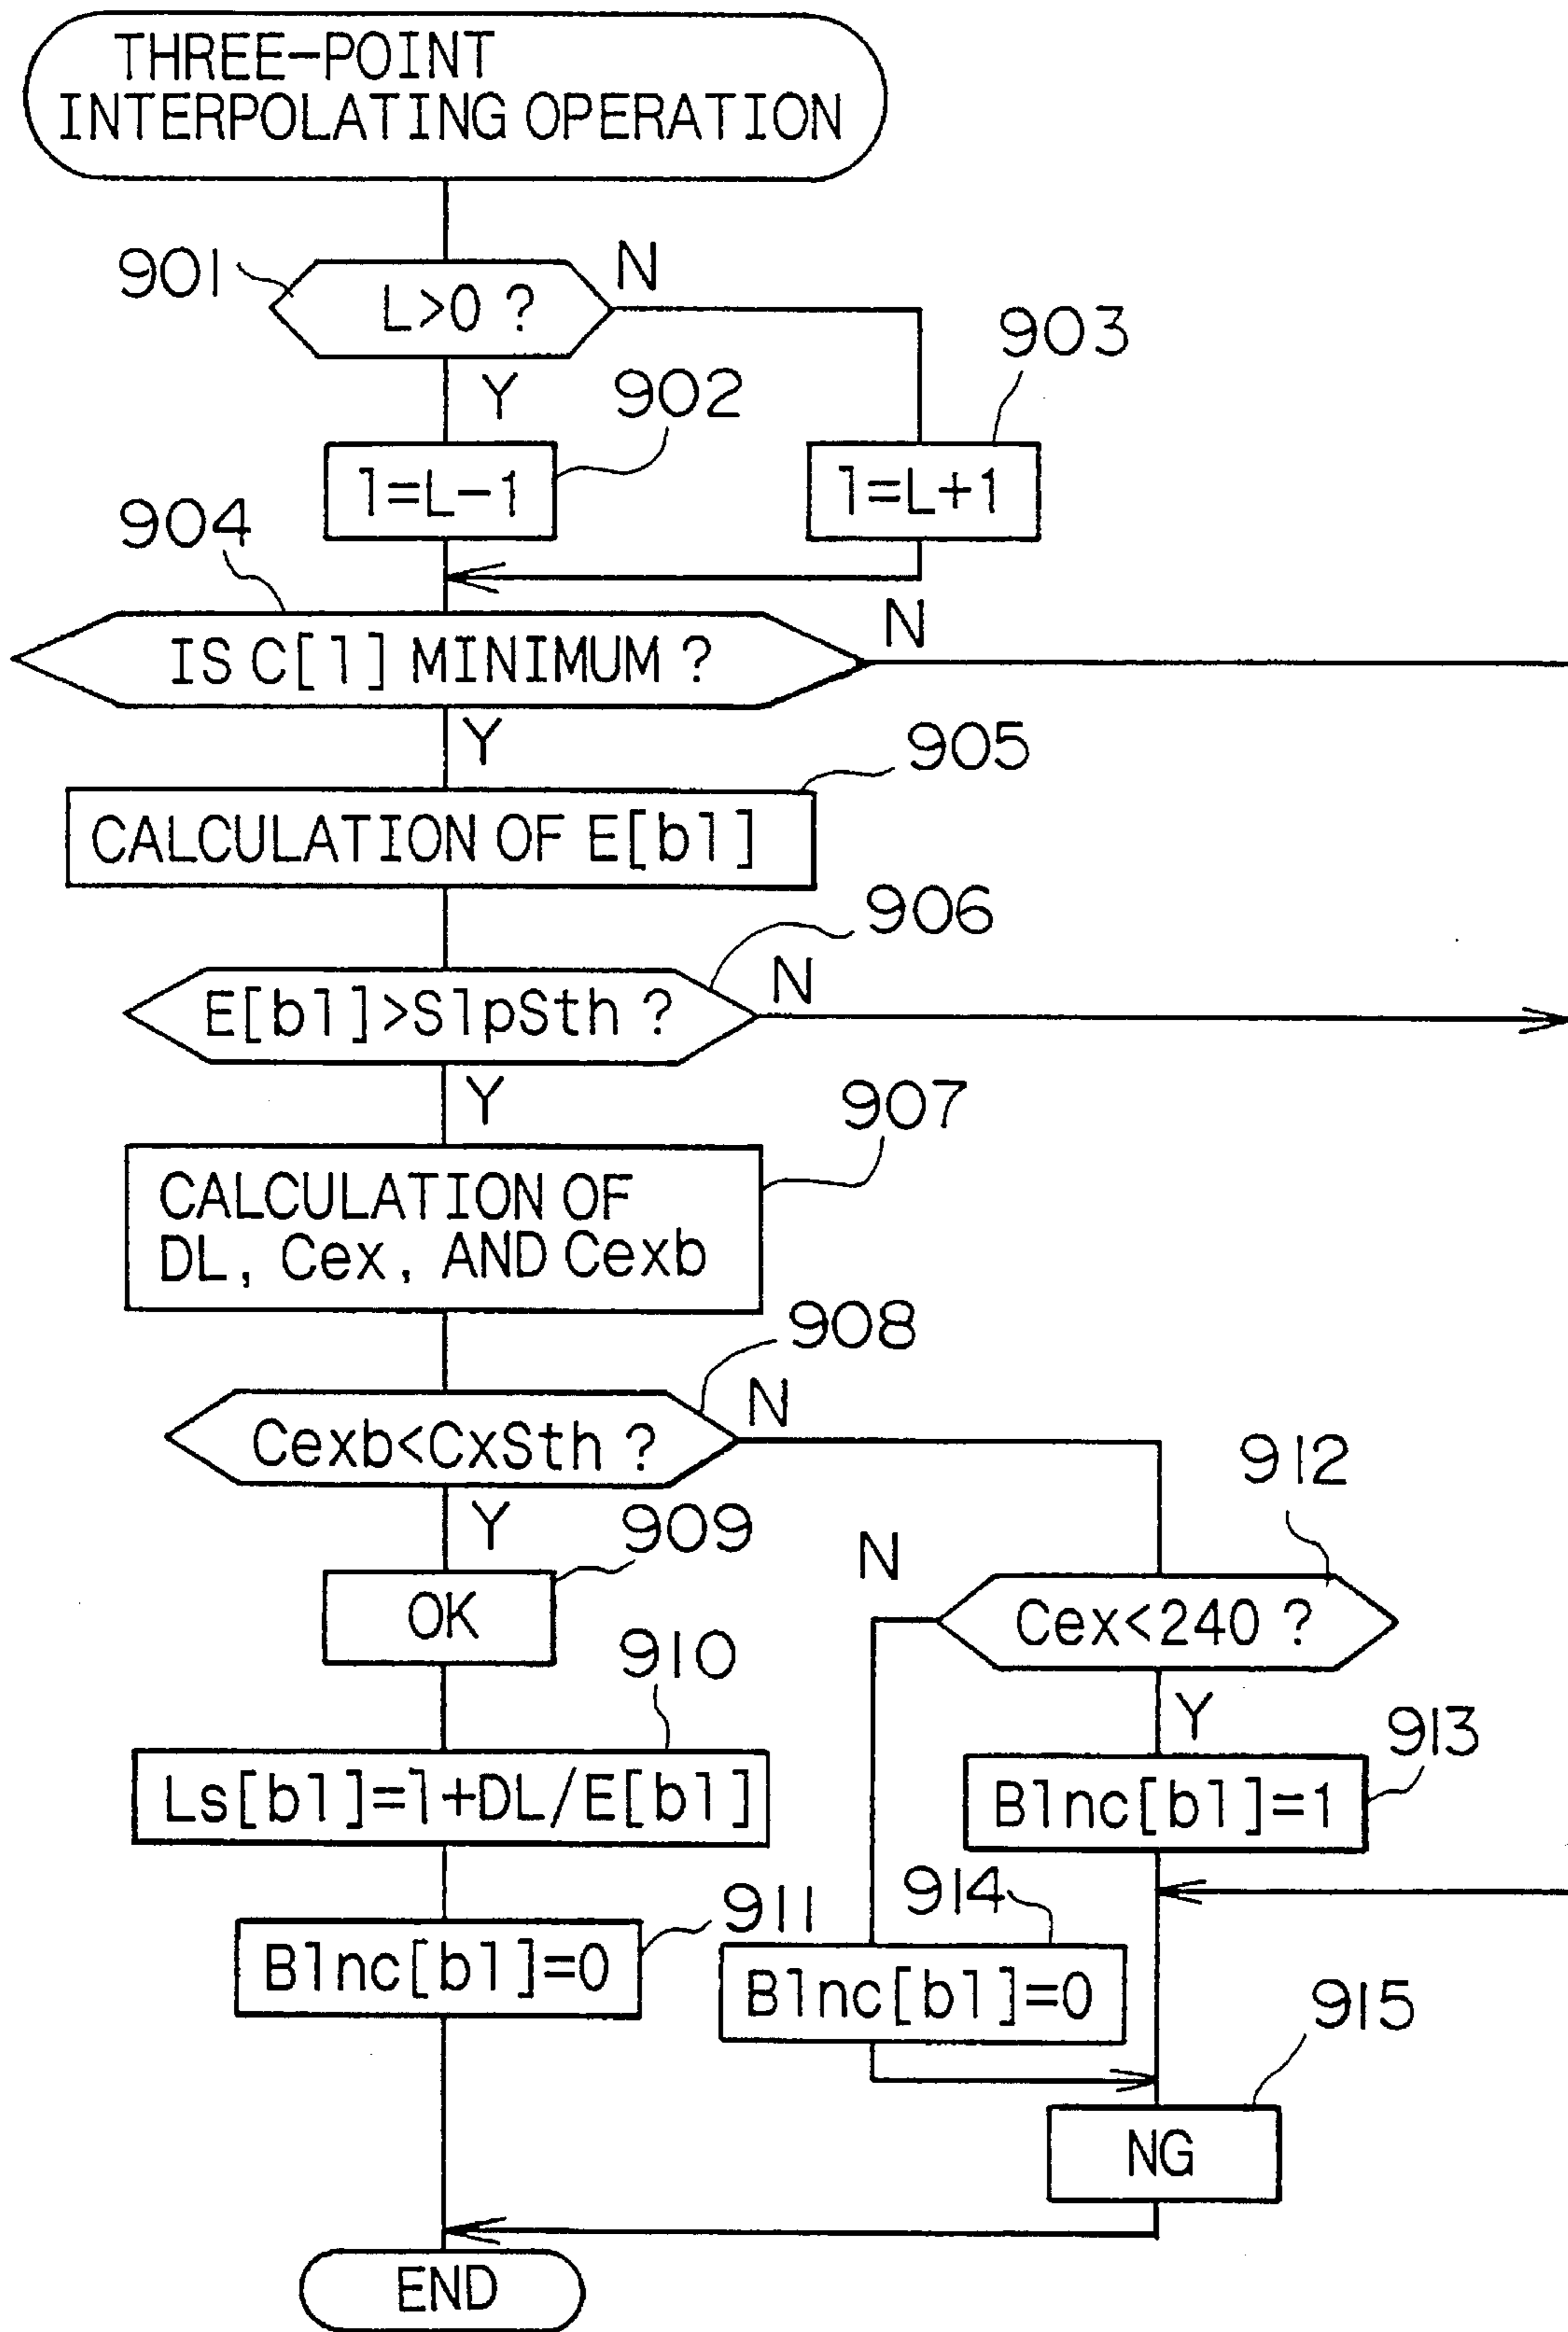 THREE-POINT
INTERPOLATING OPERATION
901
L>0 ?
N
Y
902
903
l=L-1
l=L+1
904
IS C[l] MINIMUM ?
N
Y
905
CALCULATION OF E[bl]
906
E[bl]>SlpSth ?
N
Y
907
CALCULATION OF
DL, Cex, AND Cexb
908
Cexb<CxSth ?
N
Y
909
OK
912
N
Cex<240 ?
Y
910
Ls[bl]=l+DL/E[bl]
913
Blnc[bl]=1
911
Blnc[bl]=0
914
Blnc[bl]=0
915
NG
END